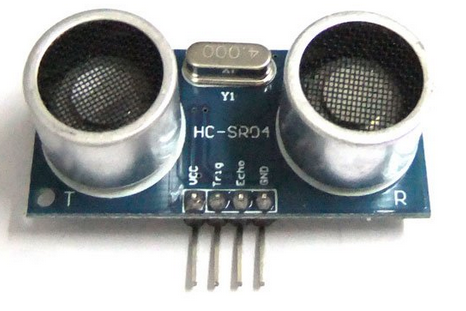 4.000
Y1
HC-SR04
VCC Trig Echo GND
T
R